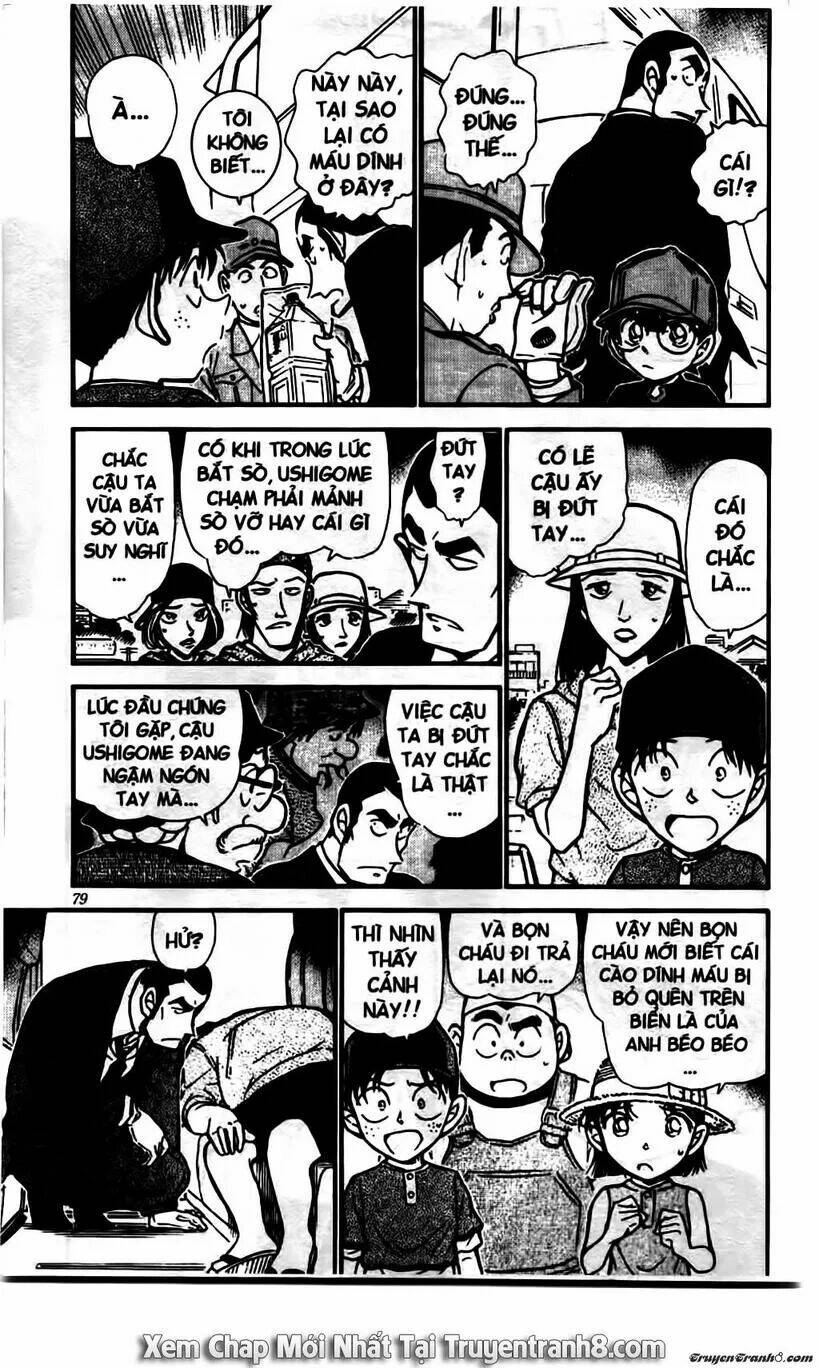 ĐÚNG...
ĐÚNG
THẾ...
CÁI
GÌ!?
NÀY NÀY,
TẠI SAO
LẠI CÓ
MÁU DÍNH
Ở ĐÂY?
TÔI
KHÔNG
BIẾT...
À...
CÁI
ĐÓ
CHẮC
LÀ...
CÓ LẼ
CẬU ẤY
BỊ ĐỨT
TAY...
ĐỨT
TAY
?
CÓ KHI TRONG LÚC
BẮT SÒ, USHIGOME
CHẠM PHẢI MẢNH
SÒ VỠ HAY CÁI GÌ
ĐÓ...
CHẮC
CẬU TA
VỪA BẮT
SÒ VỪA
SUY NGHĨ
...
VIỆC CẬU
TA BỊ ĐỨT
TAY CHẮC
LÀ THẬT
...
LÚC ĐẦU CHÚNG
TÔI GẶP, CẬU
USHIGOME ĐANG
NGẬM NGÓN
TAY MÀ...
79
VẬY NÊN BỌN
CHÁU MỚI BIẾT CÁI
CÀO DÍNH MÁU BỊ
BỎ QUÊN TRÊN
BIỂN LÀ CỦA
ANH BÉO BÉO
...
VÀ BỌN
CHÁU ĐI TRẢ
LẠI NÓ...
THÌ NHÌN
THẤY
CẢNH
NÀY!!
HỬ?
Xem Chap Mới Nhất Tại Truyentranh8.com
TruyenTranh8.com